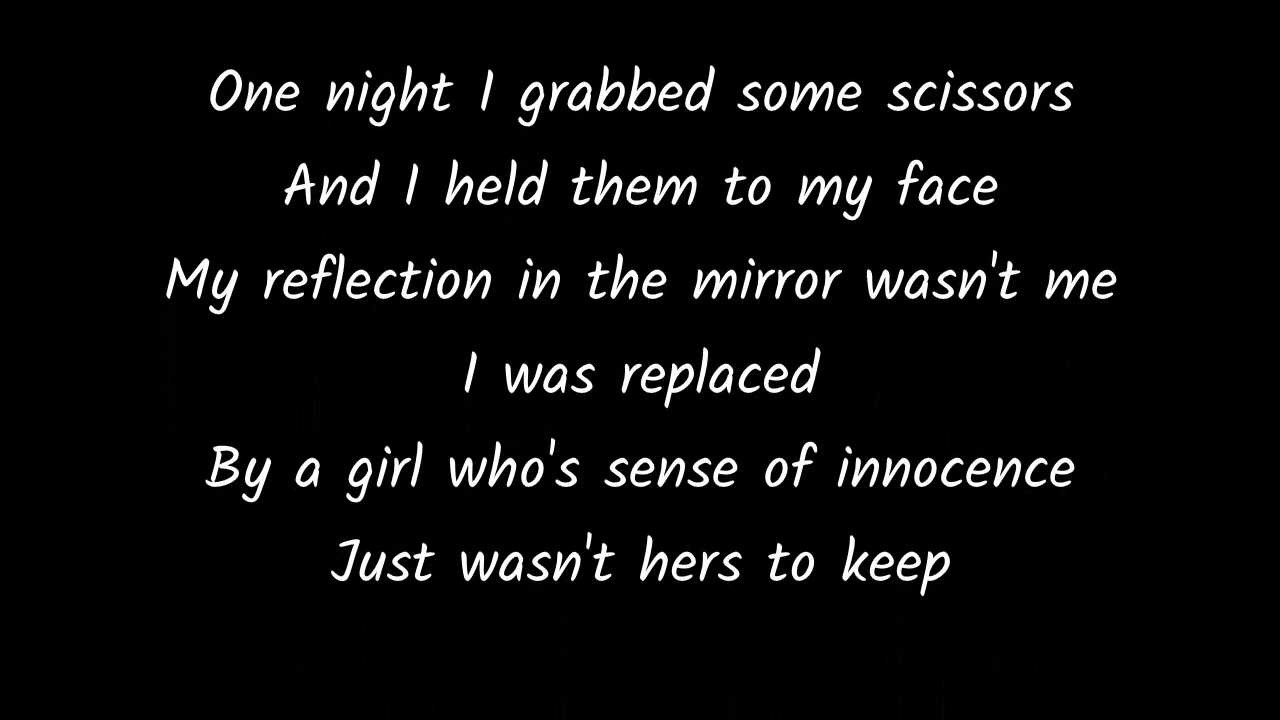 One night I grabbed some scissors
And I held them to my face
My reflection in the mirror wasn't me
I was replaced
By a girl who's sense of innocence
Just wasn't hers to keep